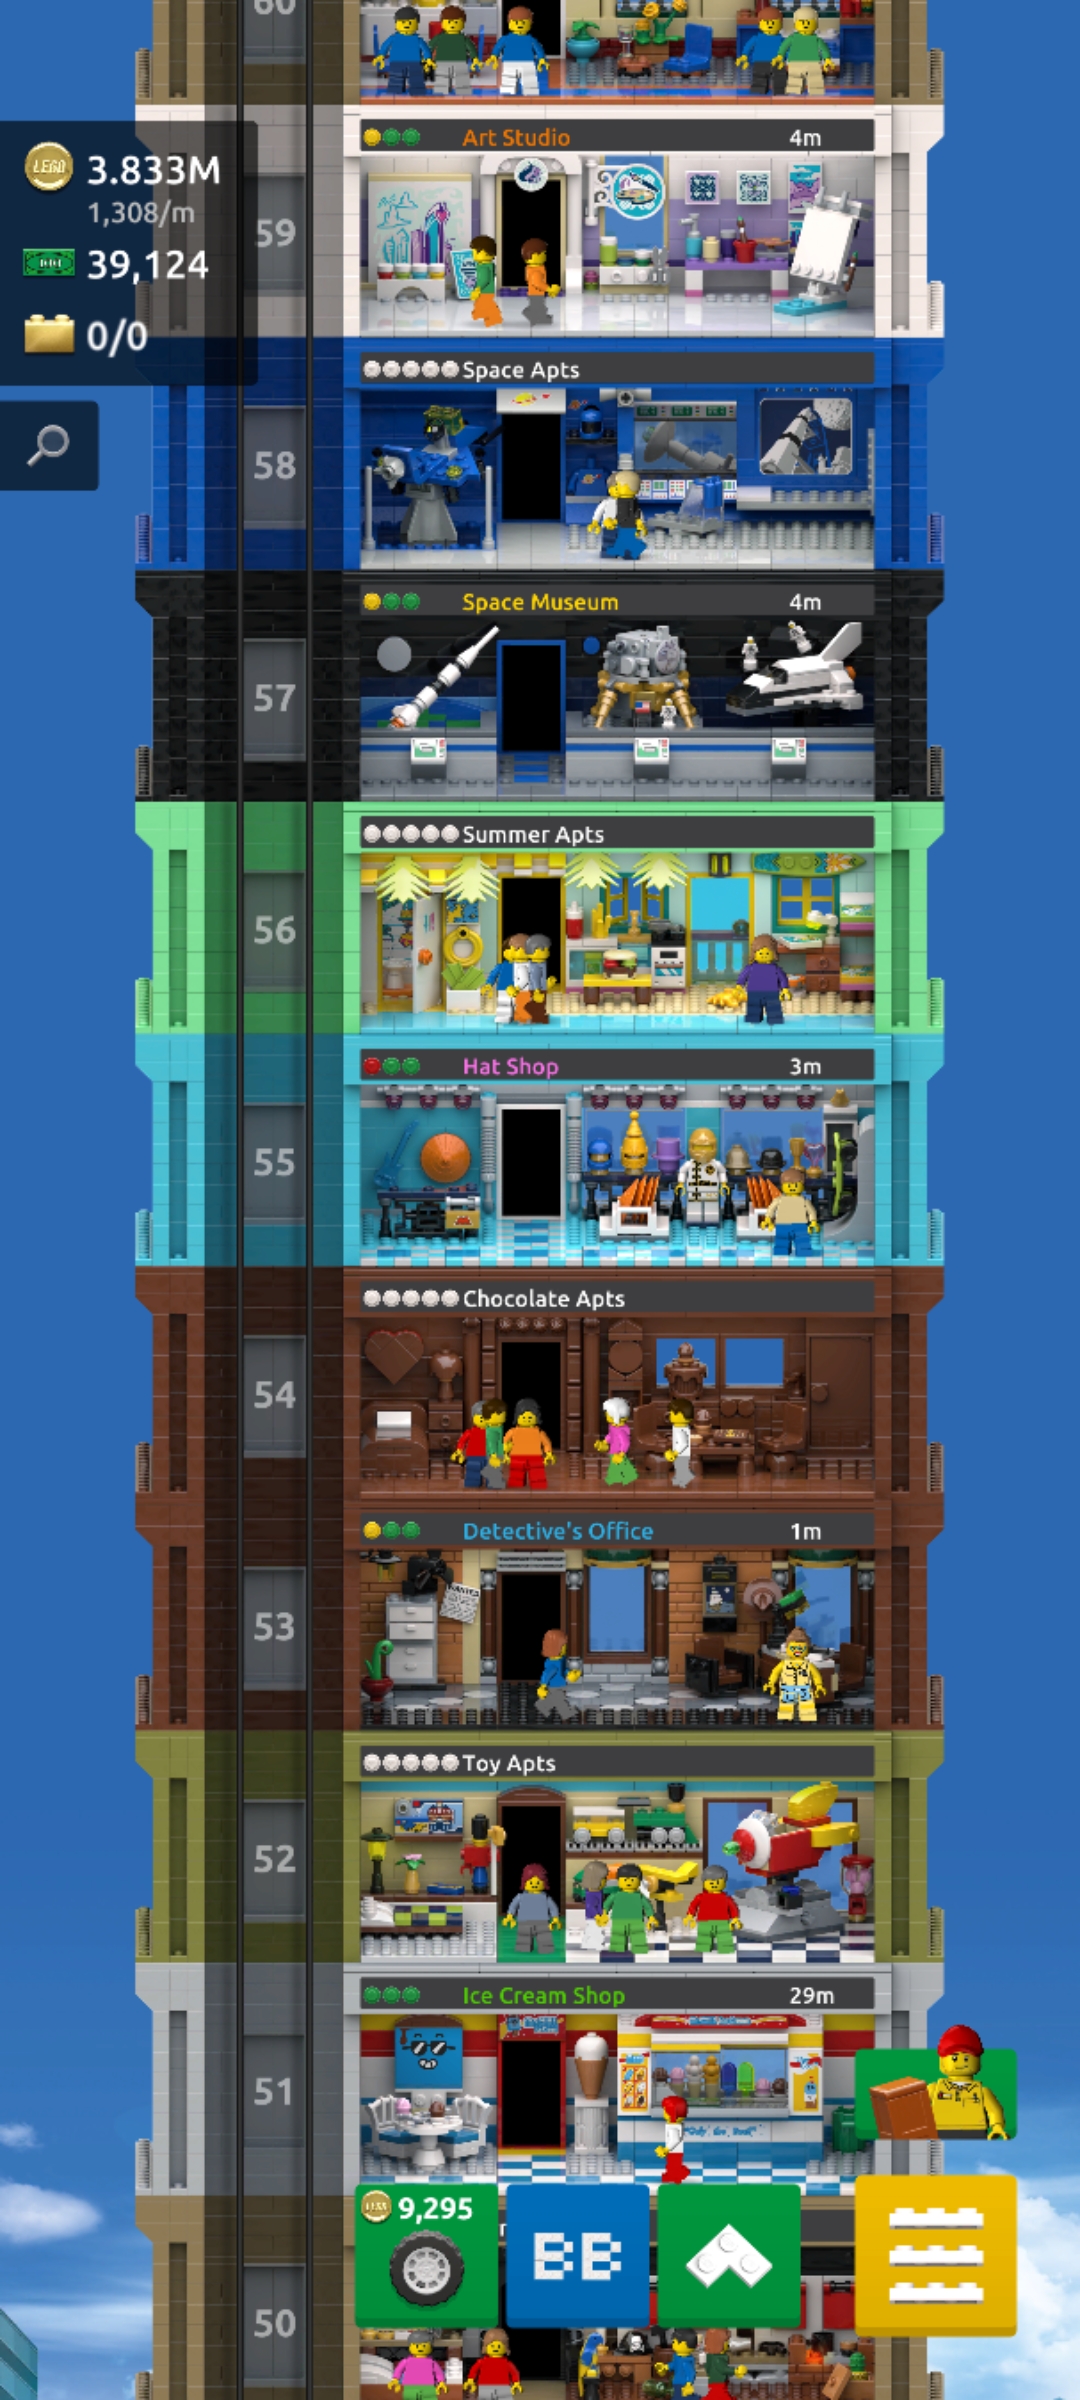 60
Art Studio 4m
LEGO 3.833M
1,308/m
59
39,124
0/0
Space Apts
58
Space Museum 4m
57
Summer Apts
56
Hat Shop 3m
55
Chocolate Apts
54
Detective's Office 1m
WANTED
53
Toy Apts
52
Ice Cream Shop 29m
51
9,295
BB
50